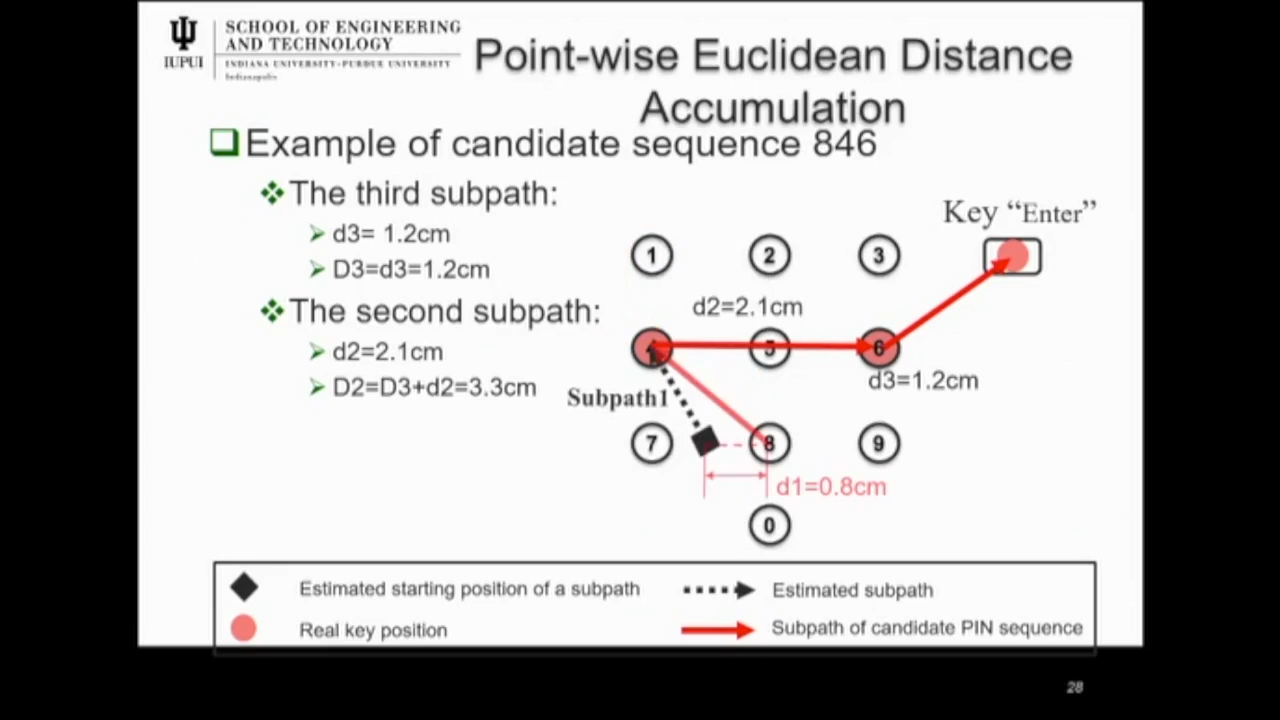 SCHOOL OF ENGINEERING
AND TECHNOLOGY
INDIANA UNIVERSITY-PURDUE UNIVERSITY
Indianapolis
IUPUI
Point-wise Euclidean Distance
Accumulation
Example of candidate sequence 846
The third subpath:
d3= 1.2cm
D3=d3=1.2cm
The second subpath:
d2=2.1cm
D2=D3+d2=3.3cm
Key “Enter”
1 2 3
d2=2.1cm
5 6
d3=1.2cm
Subpath1
7 8 9
d1=0.8cm
0
Estimated starting position of a subpath
Estimated subpath
Real key position
Subpath of candidate PIN sequence
28